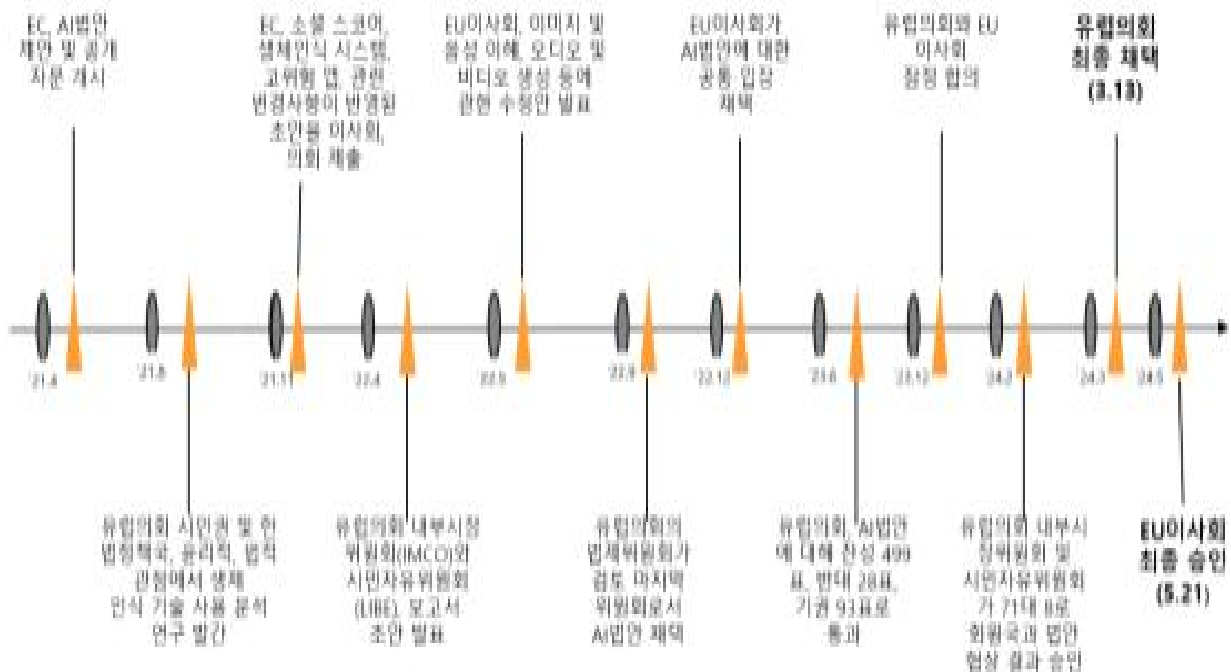 EC, AI법안
제안 및 공개
자문 개시
EC, 소셜 스코어,
생체인식 시스템,
고위험 앱, 관련
변경사항이 반영된
초안을 이사회,
의회 제출
EU이사회, 이미지 및
음성 이해, 오디오 및
비디오 생성 등에
관한 수정안 발표
EU이사회가
AI법안에 대한
공통 입장
채택
유럽의회와 EU
이사회
잠정 합의
유럽의회
최종 채택
(3.13)
21.4
21.8
21.11
22.4
22.5
22.9
22.12
23.6
23.12
24.2
24.3
24.5
유럽의회 시민권 및 헌
법정책국, 윤리적, 법적
관점에서 생체
인식 기술 사용 분석
연구 발간
유럽의회 내부시장
위원회(IMCO)와
시민자유위원회
(LIBE), 보고서
초안 발표
유럽의회의
법제위원회가
검토 마지막
위원회로서
AI법안 채택
유럽의회, AI법안
에 대해 찬성 499
표, 반대 28표,
기권 93표로
통과
유럽의회 내부시
장위원회 및
시민자유위원회
가 71대 8로
회원국과 법안
협상 결과 승인
EU이사회
최종 승인
(5.21)